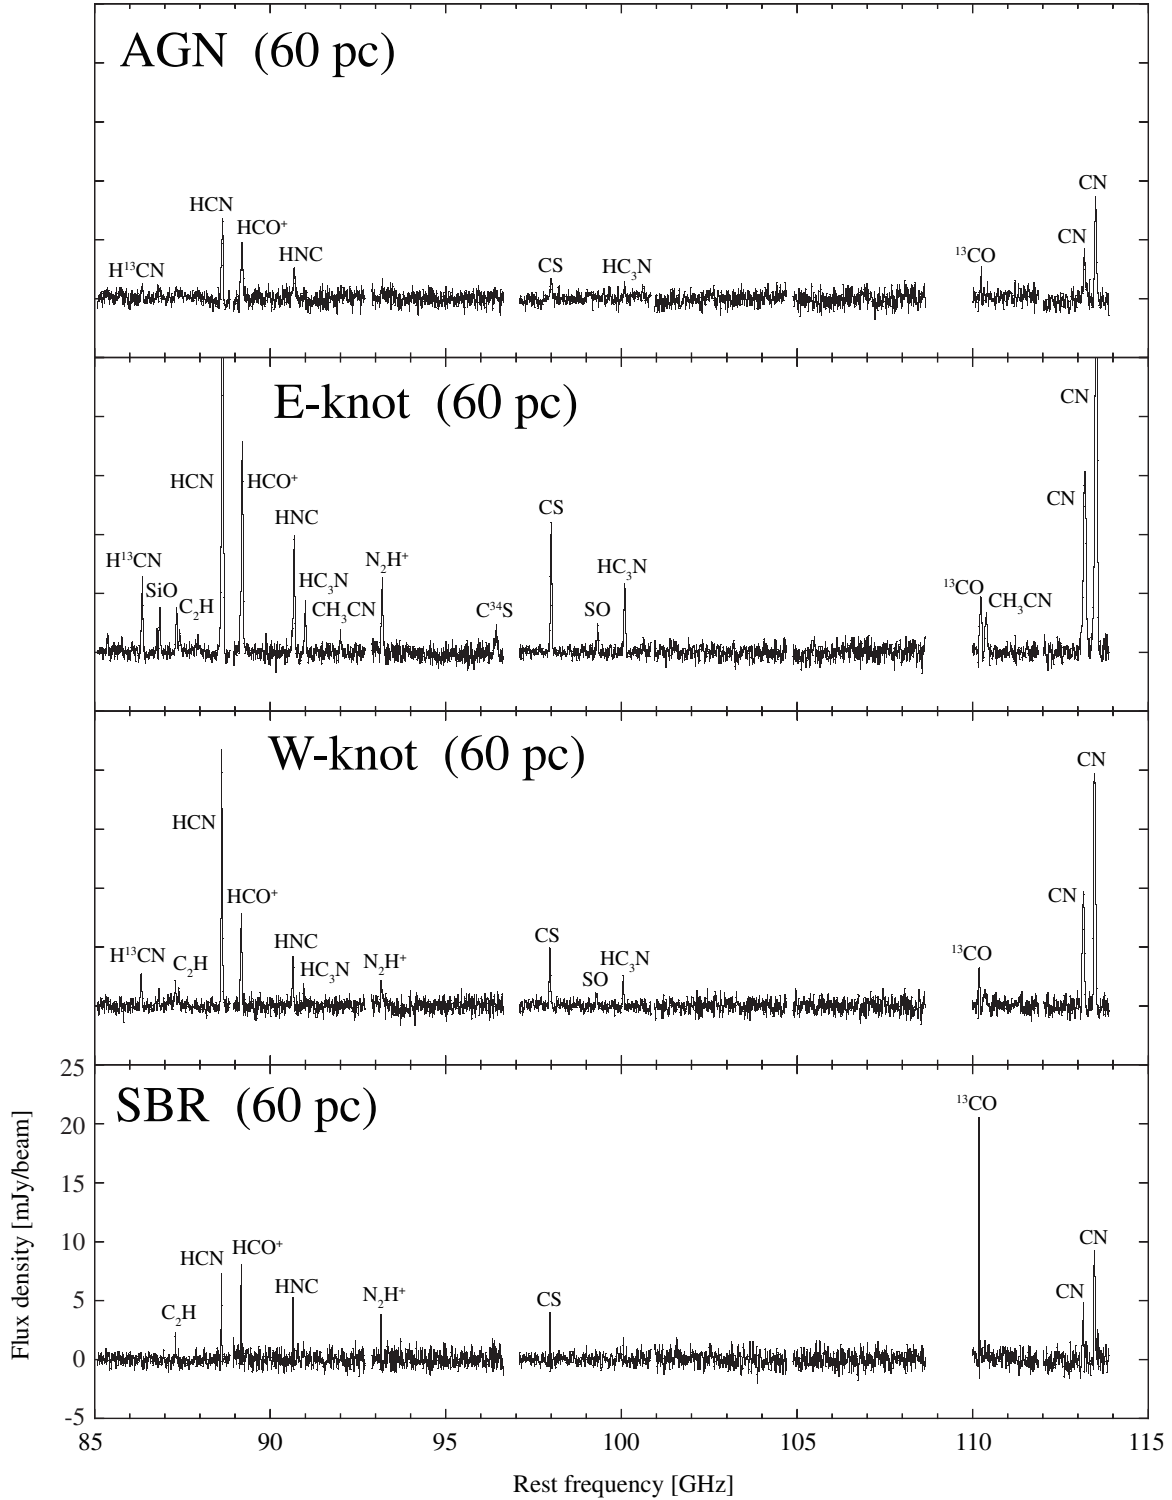 AGN (60 pc)
HCN
HCO⁺
HNC
H¹³CN
CS
HC₃N
¹³CO
CN
CN
E-knot (60 pc)
HCN
HCO⁺
HNC
H¹³CN
SiO
C₂H
HC₃N
CH₃CN
N₂H⁺
C³⁴S
CS
SO
HC₃N
¹³CO
CH₃CN
CN
CN
W-knot (60 pc)
HCN
HCO⁺
H¹³CN
C₂H
HNC
HC₃N
N₂H⁺
CS
SO
HC₃N
¹³CO
CN
CN
SBR (60 pc)
C₂H
HCN
HCO⁺
HNC
N₂H⁺
CS
¹³CO
CN
CN
25
20
15
10
5
0
-5
Flux density [mJy/beam]
85 90 95 100 105 110 115
Rest frequency [GHz]